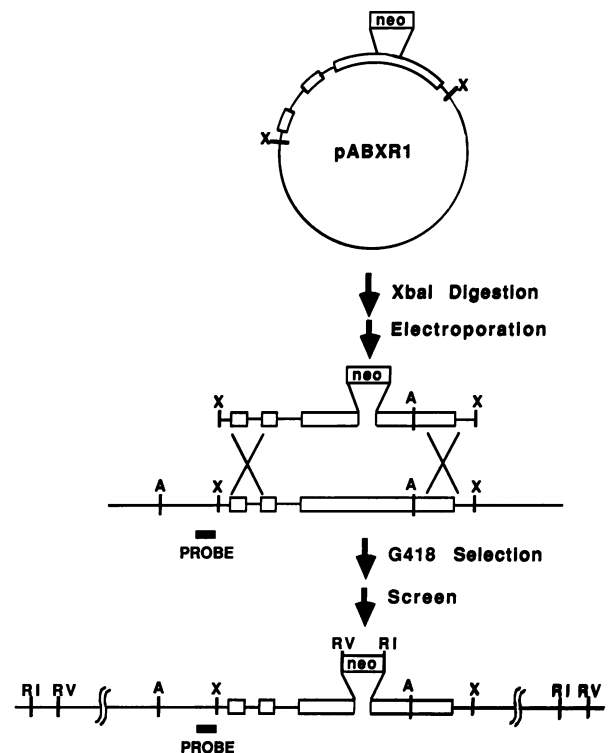 neo
X
X
pABXR1
XbaI Digestion
Electroporation
neo
X A X
A X A X
PROBE
G418 Selection
Screen
RV RI
neo
RI RV A X A X RI RV
PROBE